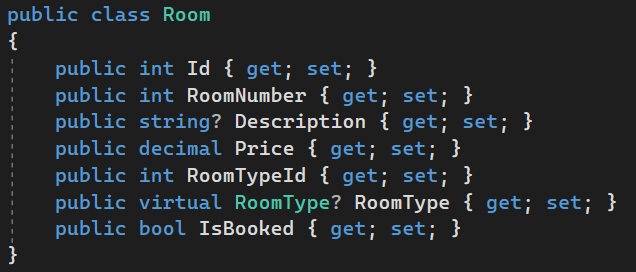 public class Room
{
public int Id { get; set; }
public int RoomNumber { get; set; }
public string? Description { get; set; }
public decimal Price { get; set; }
public int RoomTypeId { get; set; }
public virtual RoomType? RoomType { get; set; }
public bool IsBooked { get; set; }
}